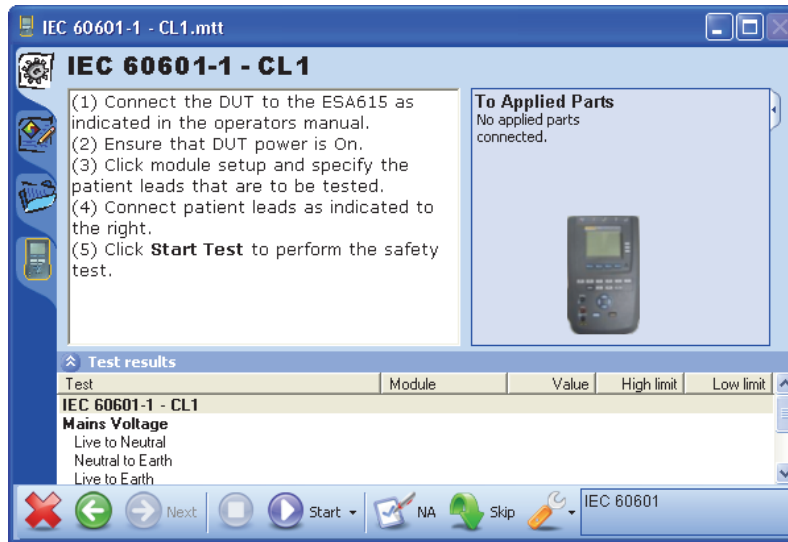 IEC 60601-1 - CL1.mtt
IEC 60601-1 - CL1
(1) Connect the DUT to the ESA615 as
indicated in the operators manual.
(2) Ensure that DUT power is On.
(3) Click module setup and specify the
patient leads that are to be tested.
(4) Connect patient leads as indicated to
the right.
(5) Click Start Test to perform the safety
test.
To Applied Parts
No applied parts
connected.
Test results
Test Module Value High limit Low limit
IEC 60601-1 - CL1
Mains Voltage
Live to Neutral
Neutral to Earth
Live to Earth
Next Start NA Skip IEC 60601